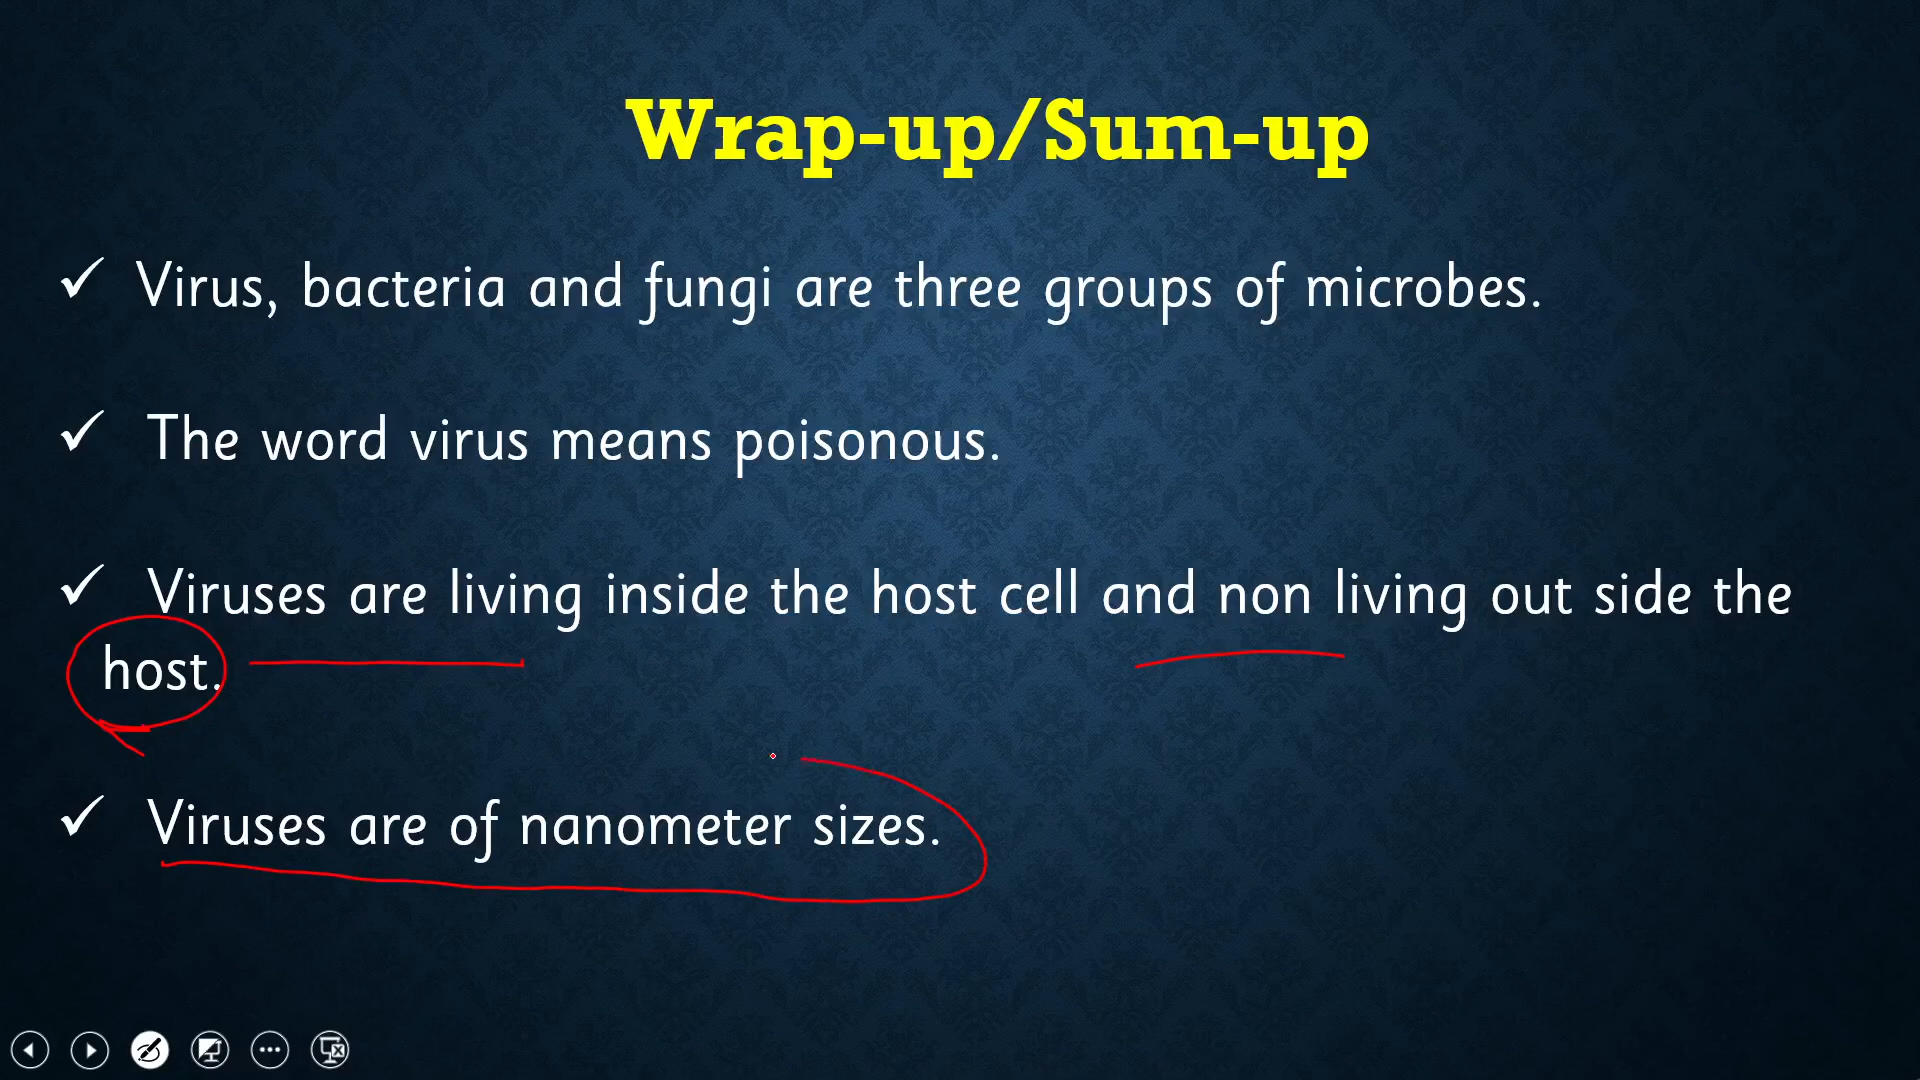 Wrap-up/Sum-up
✓ Virus, bacteria and fungi are three groups of microbes.
✓ The word virus means poisonous.
✓ Viruses are living inside the host cell and non living out side the
host.
✓ Viruses are of nanometer sizes.